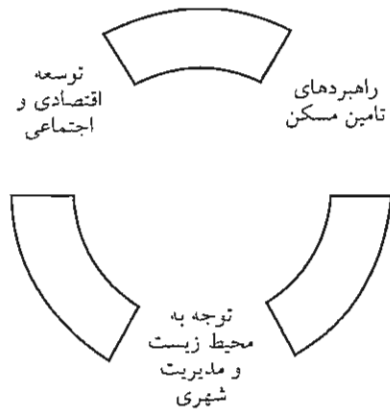 راهبردهای
تامین مسکن
توسعه
اقتصادی و
اجتماعی
توجه به
محیط زیست
و مدیریت
شهری